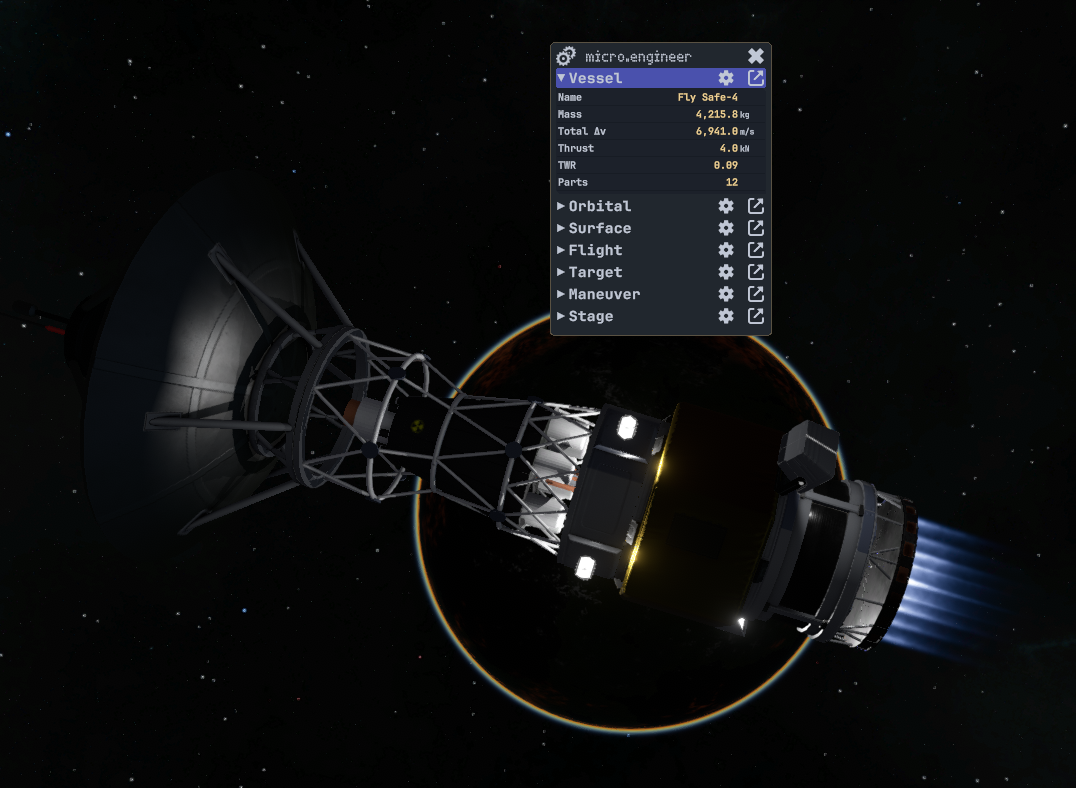 micro.engineer
Vessel
Name Fly Safe-4
Mass 4,215.8 kg
Total Δv 6,941.0 m/s
Thrust 4.0 kN
TWR 0.09
Parts 12
Orbital
Surface
Flight
Target
Maneuver
Stage